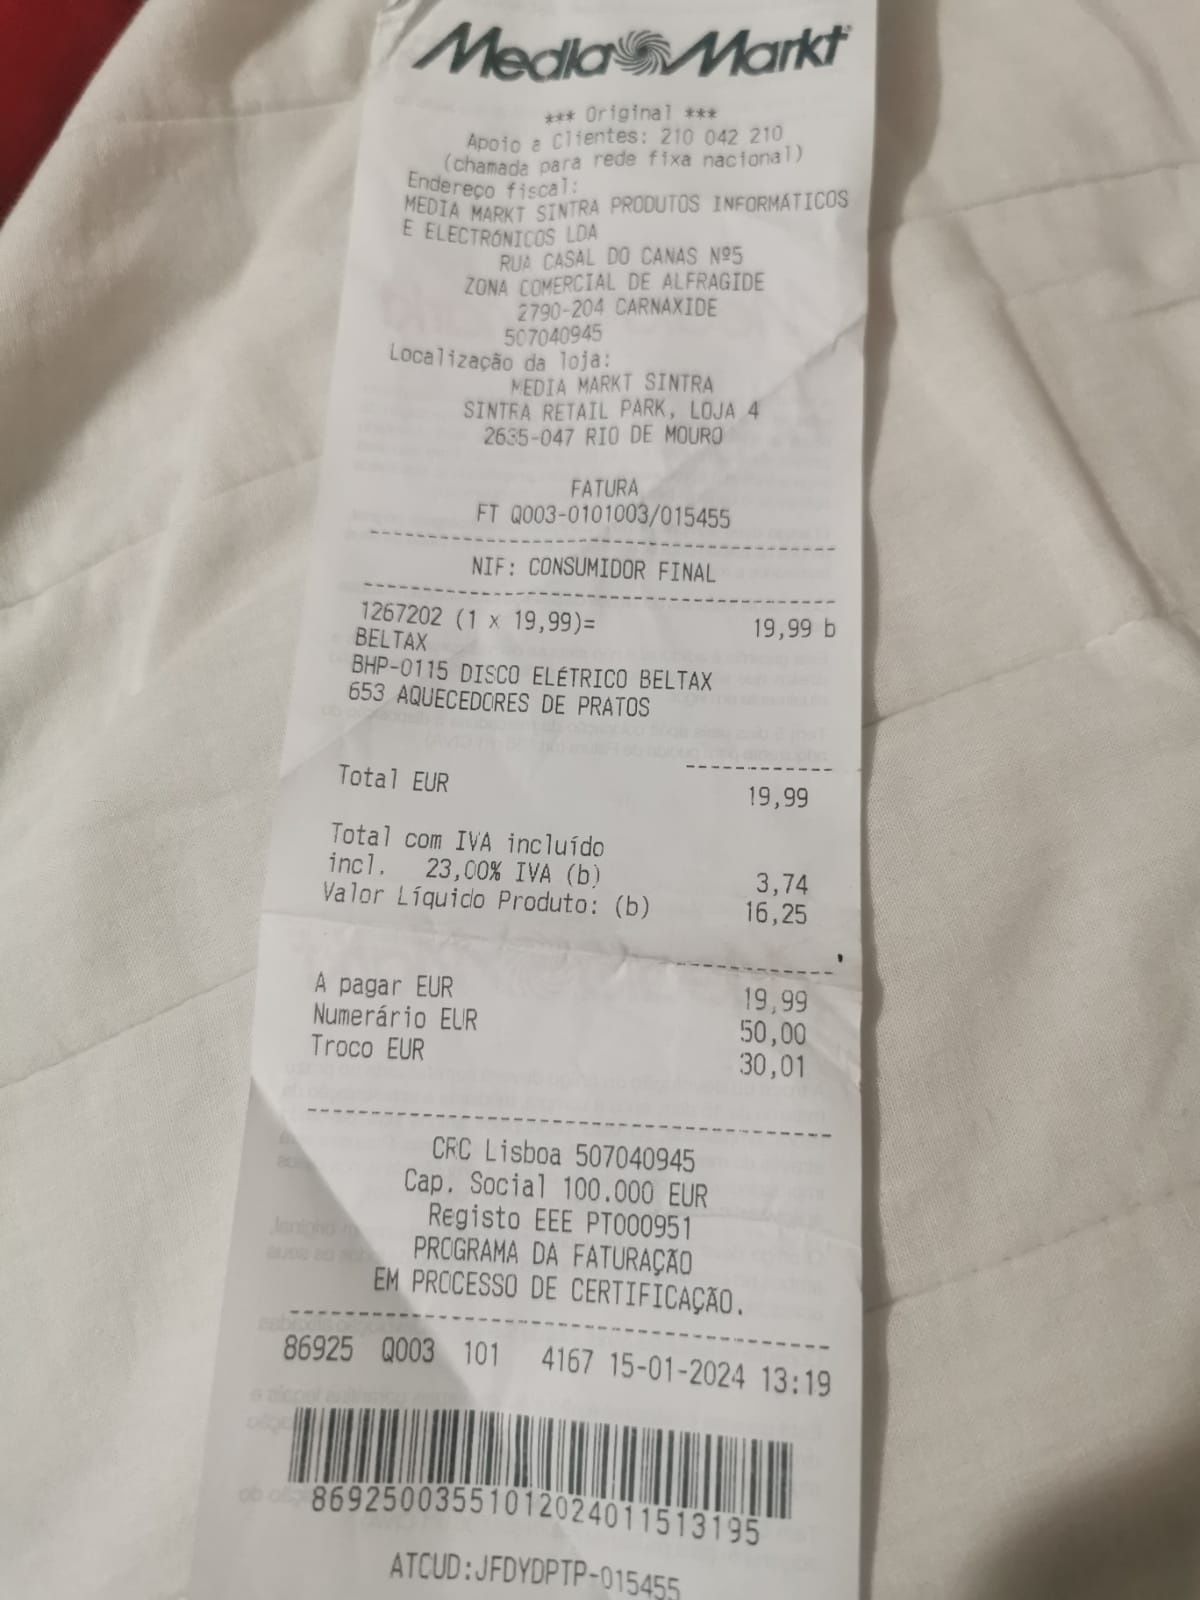 Media Markt
*** Original ***
Apoio a Clientes: 210 042 210
(chamada para rede fixa nacional)
Endereço fiscal:
MEDIA MARKT SINTRA PRODUTOS INFORMÁTICOS
E ELECTRÓNICOS LDA
RUA CASAL DO CANAS Nº5
ZONA COMERCIAL DE ALFRAGIDE
2790-204 CARNAXIDE
507040945
Localização da loja:
MEDIA MARKT SINTRA
SINTRA RETAIL PARK, LOJA 4
2635-047 RIO DE MOURO
FATURA
FT Q003-0101003/015455
NIF: CONSUMIDOR FINAL
1267202 (1 x 19,99)= 19,99 b
BELTAX
BHP-0115 DISCO ELÉTRICO BELTAX
653 AQUECEDORES DE PRATOS
Total EUR 19,99
Total com IVA incluído
incl. 23,00% IVA (b) 3,74
Valor Líquido Produto: (b) 16,25
A pagar EUR 19,99
Numerário EUR 50,00
Troco EUR 30,01
CRC Lisboa 507040945
Cap. Social 100.000 EUR
Registo EEE PT000951
PROGRAMA DA FATURAÇÃO
EM PROCESSO DE CERTIFICAÇÃO.
86925 Q003 101 4167 15-01-2024 13:19
86925003551012024011513195
ATCUD:JFDYDPTP-015455